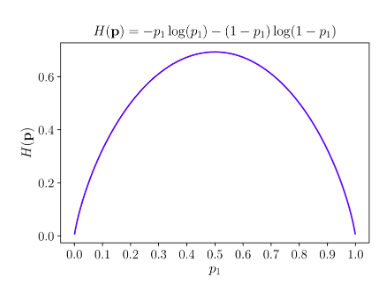 H(𝐩) = −p₁ log(p₁) − (1 − p₁) log(1 − p₁)
H(𝐩)
0.6
0.4
0.2
0.0
0.0 0.1 0.2 0.3 0.4 0.5 0.6 0.7 0.8 0.9 1.0
p₁